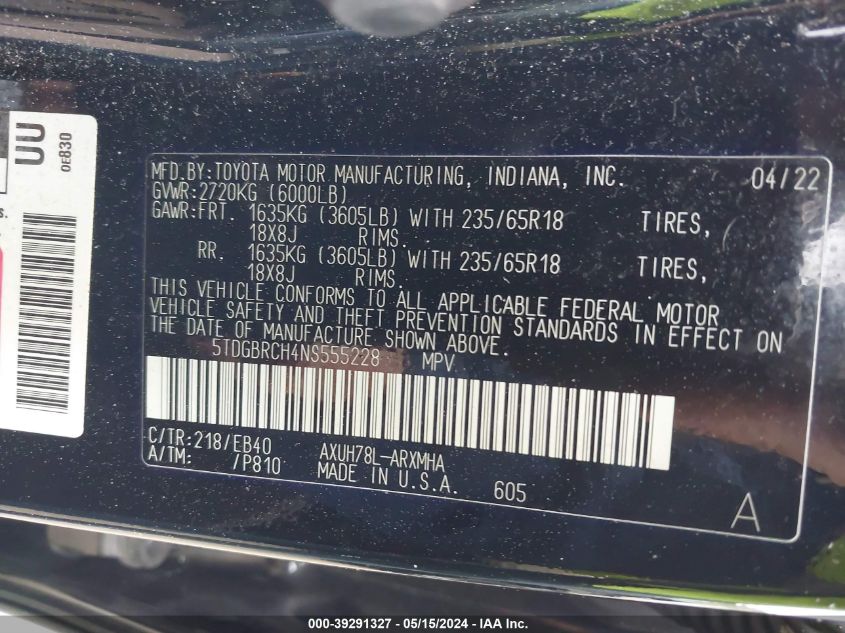 UU
0E830
s.
MFD.BY:TOYOTA MOTOR MANUFACTURING, INDIANA, INC. 04/22
GVWR:2720KG (6000LB)
GAWR:FRT. 1635KG (3605LB) WITH 235/65R18 TIRES,
18X8J RIMS.
RR. 1635KG (3605LB) WITH 235/65R18 TIRES,
18X8J RIMS.
THIS VEHICLE CONFORMS TO ALL APPLICABLE FEDERAL MOTOR
VEHICLE SAFETY AND THEFT PREVENTION STANDARDS IN EFFECT ON
THE DATE OF MANUFACTURE SHOWN ABOVE.
5TDGBRCH4NS555228 MPV
C/TR:218/EB40 AXUH78L-ARXMHA
A/TM: /P810 MADE IN U.S.A. 605
A
000-39291327 - 05/15/2024 - IAA Inc.